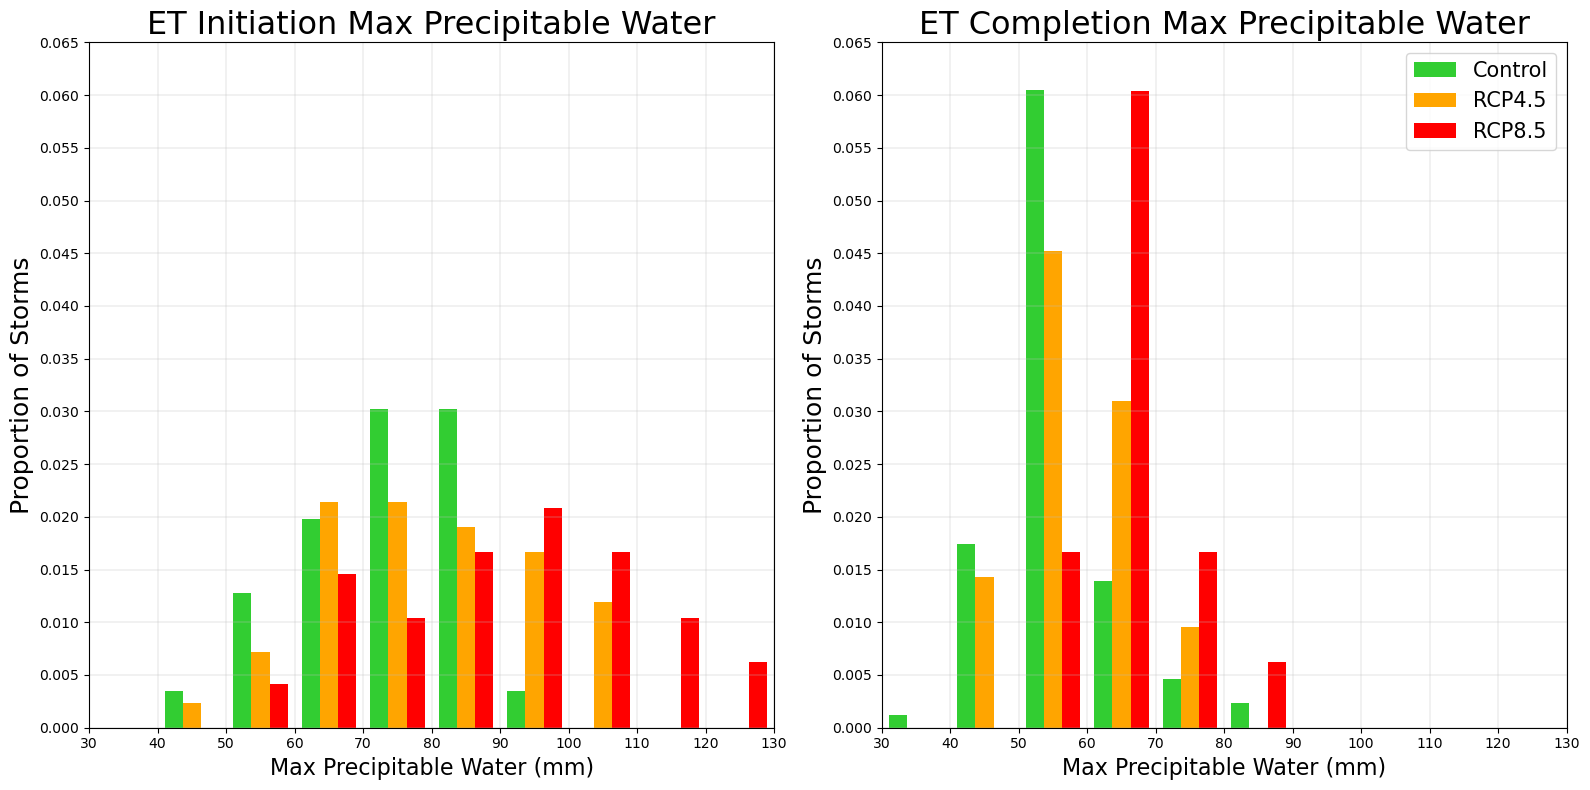 ET Initiation Max Precipitable Water
0.065
0.060
0.055
0.050
0.045
0.040
0.035
0.030
0.025
0.020
0.015
0.010
0.005
0.000
Proportion of Storms
30 40 50 60 70 80 90 100 110 120 130
Max Precipitable Water (mm)
ET Completion Max Precipitable Water
Control
RCP4.5
RCP8.5
0.065
0.060
0.055
0.050
0.045
0.040
0.035
0.030
0.025
0.020
0.015
0.010
0.005
0.000
Proportion of Storms
30 40 50 60 70 80 90 100 110 120 130
Max Precipitable Water (mm)